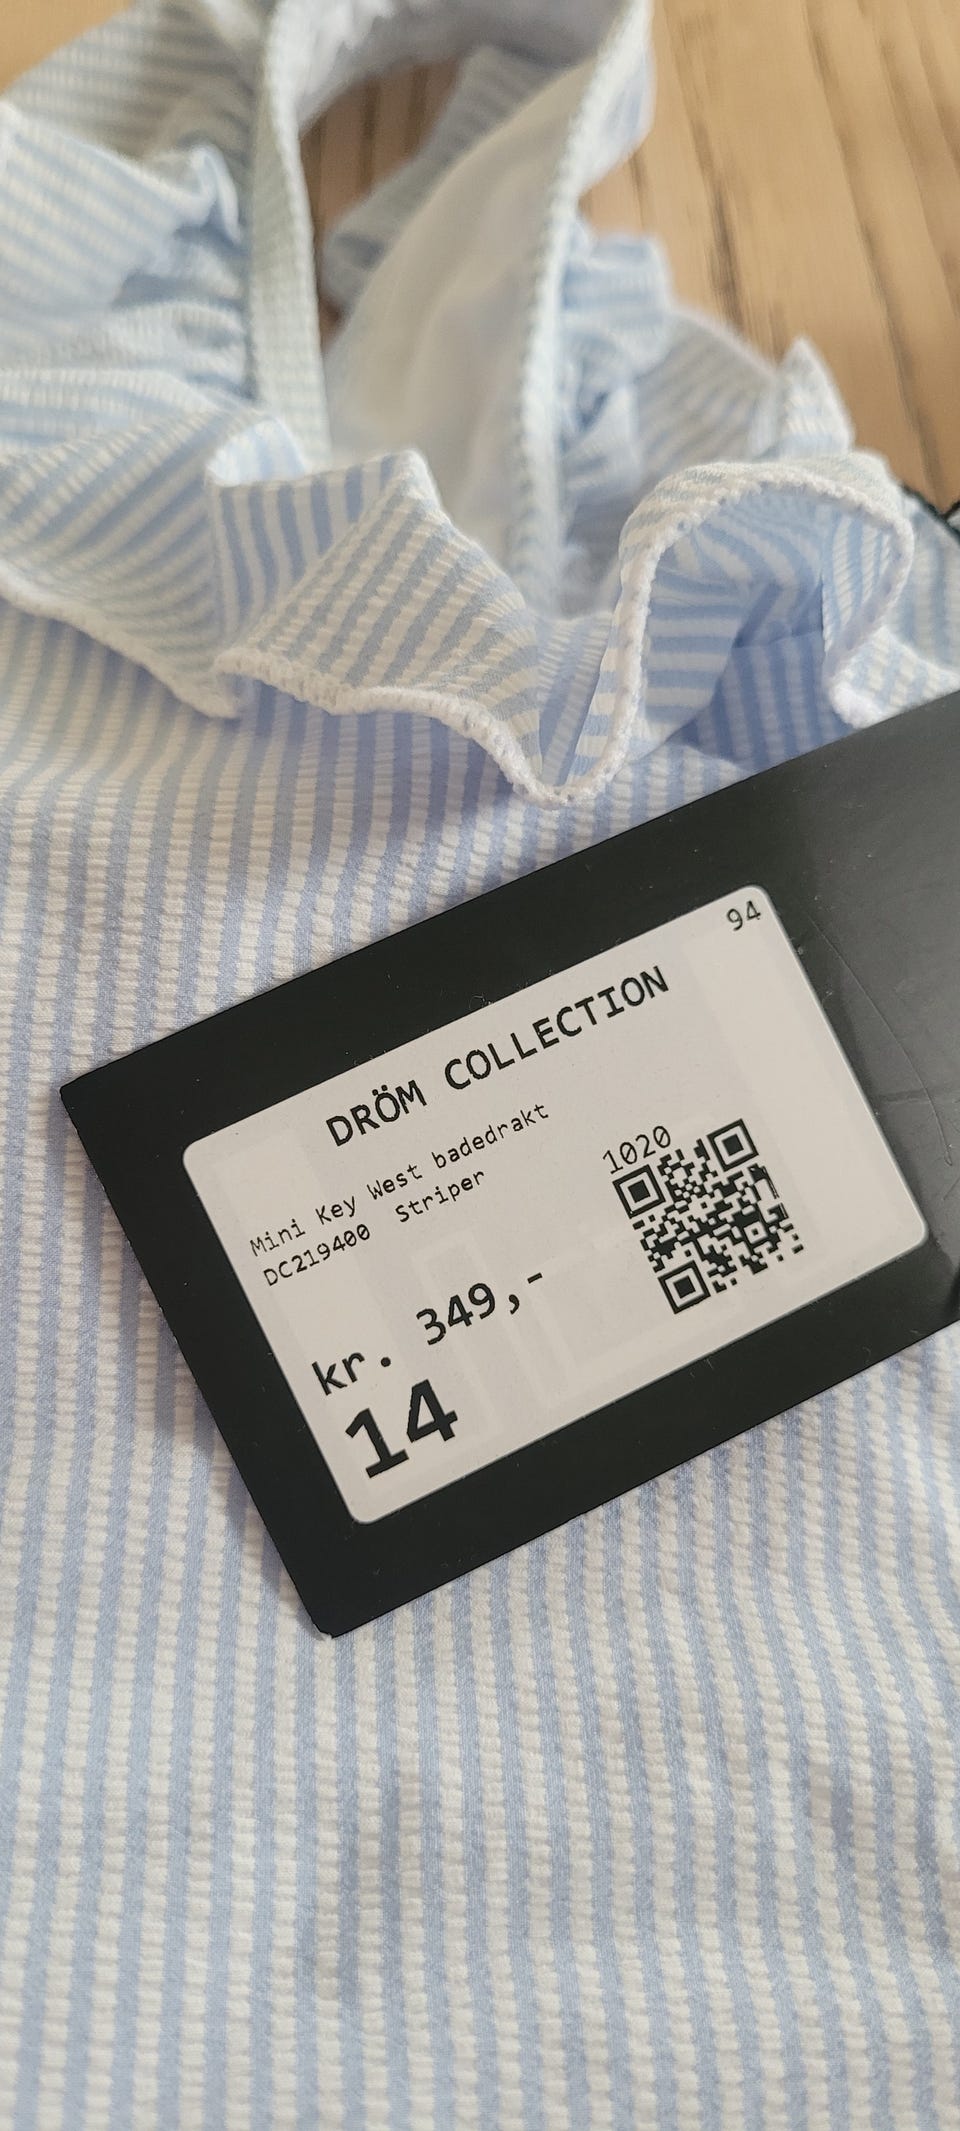 94
DRÖM COLLECTION
Mini Key West badedrakt
DC219400 Striper
1020
kr. 349,-
14